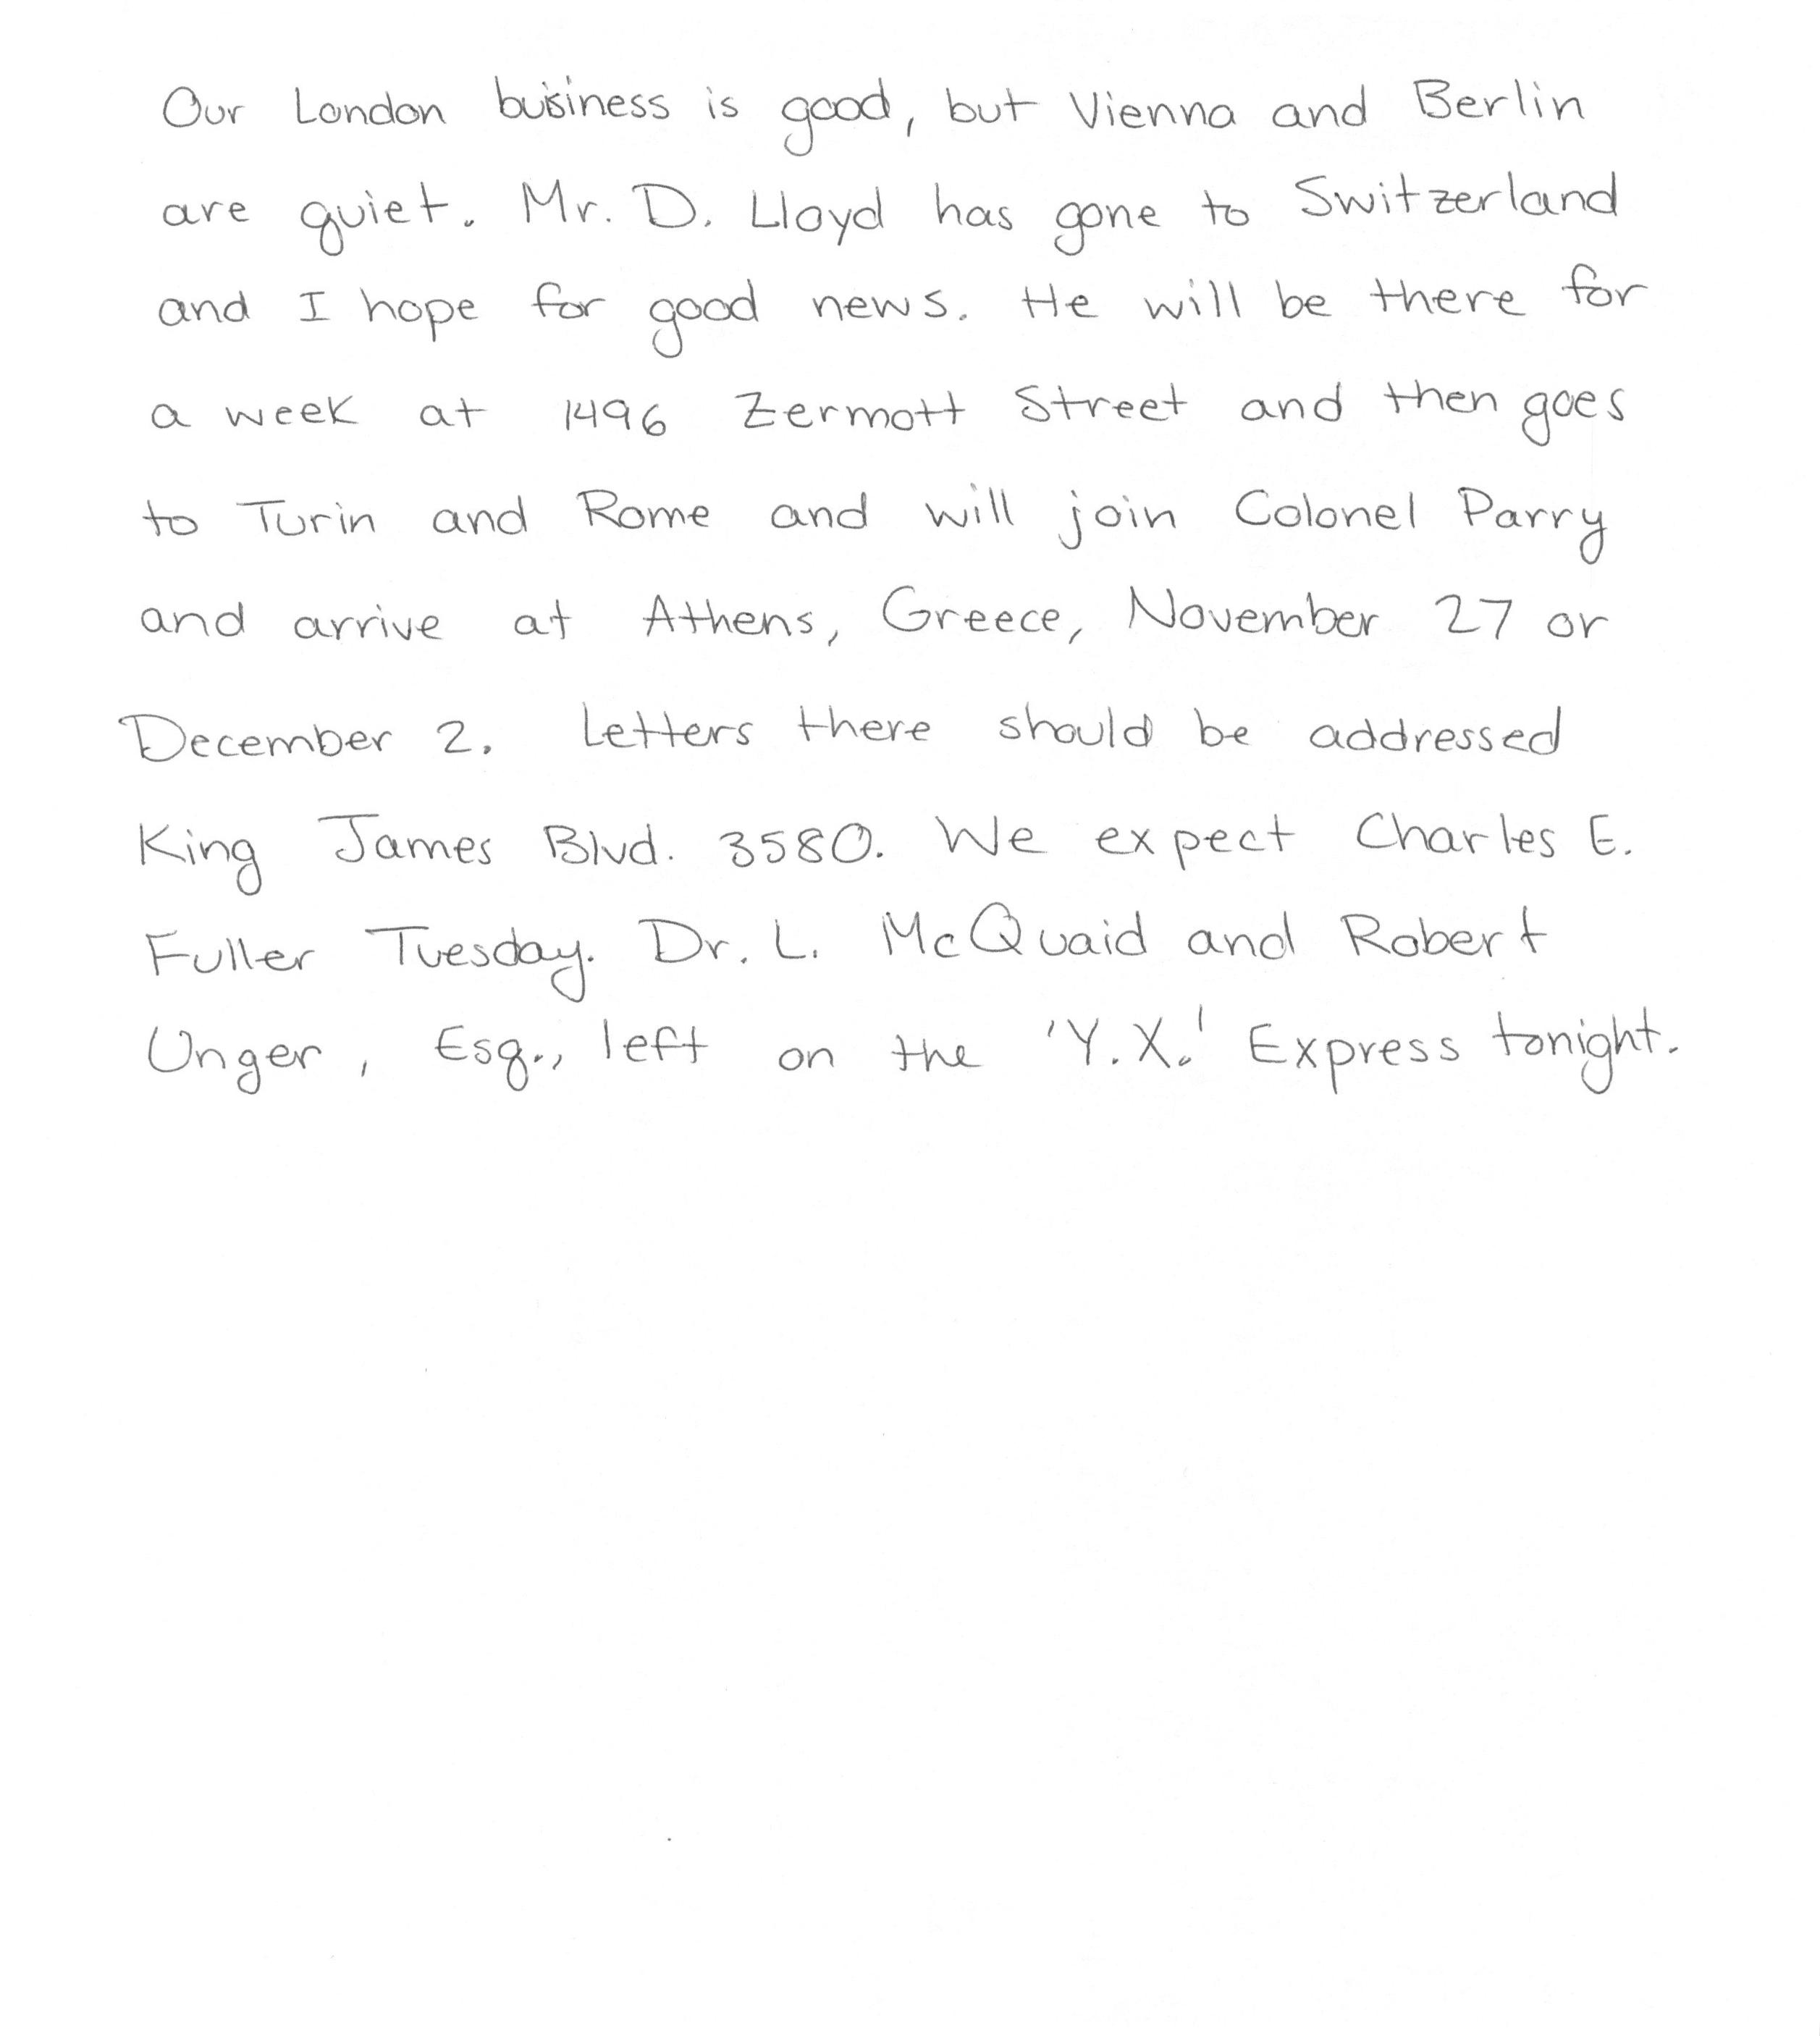 Our London business is good, but Vienna and Berlin
are quiet. Mr. D. Lloyd has gone to Switzerland
and I hope for good news. He will be there for
a week at 1496 Zermott Street and then goes
to Turin and Rome and will join Colonel Parry
and arrive at Athens, Greece, November 27 or
December 2. Letters there should be addressed
King James Blvd. 3580. We expect Charles E.
Fuller Tuesday. Dr. L. McQuaid and Robert
Unger, Esq., left on the 'Y.X.' Express tonight.